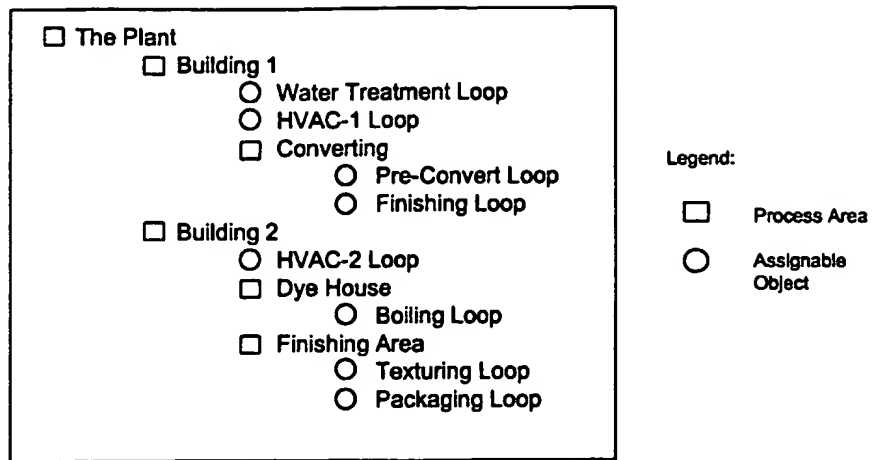 The Plant
Building 1
Water Treatment Loop
HVAC-1 Loop
Converting
Pre-Convert Loop
Finishing Loop
Building 2
HVAC-2 Loop
Dye House
Boiling Loop
Finishing Area
Texturing Loop
Packaging Loop
Legend:
Process Area
Assignable
Object